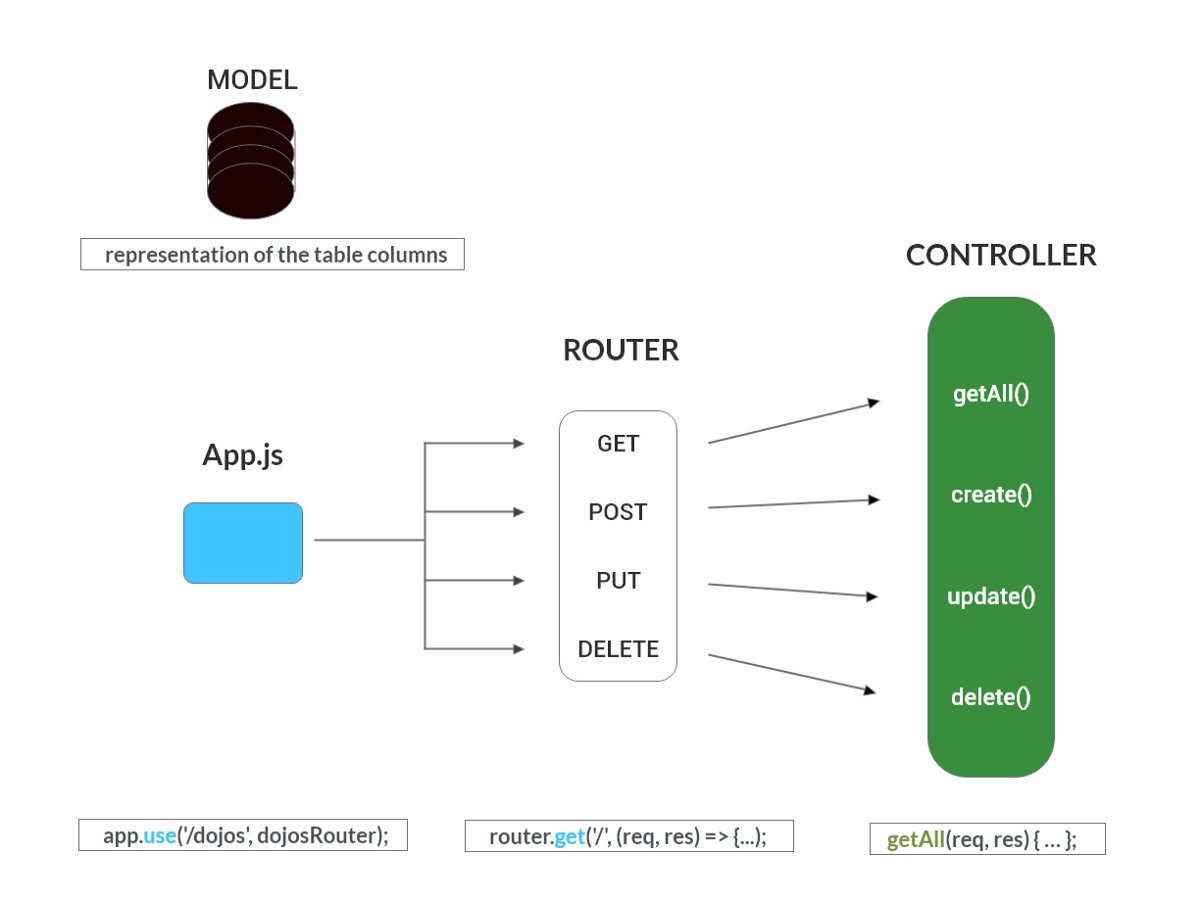 MODEL
representation of the table columns
CONTROLLER
ROUTER
getAll()
GET
App.js
create()
POST
PUT
update()
DELETE
delete()
app.use('/dojos', dojosRouter);
router.get('/', (req, res) => {...);
getAll(req, res) { ... };